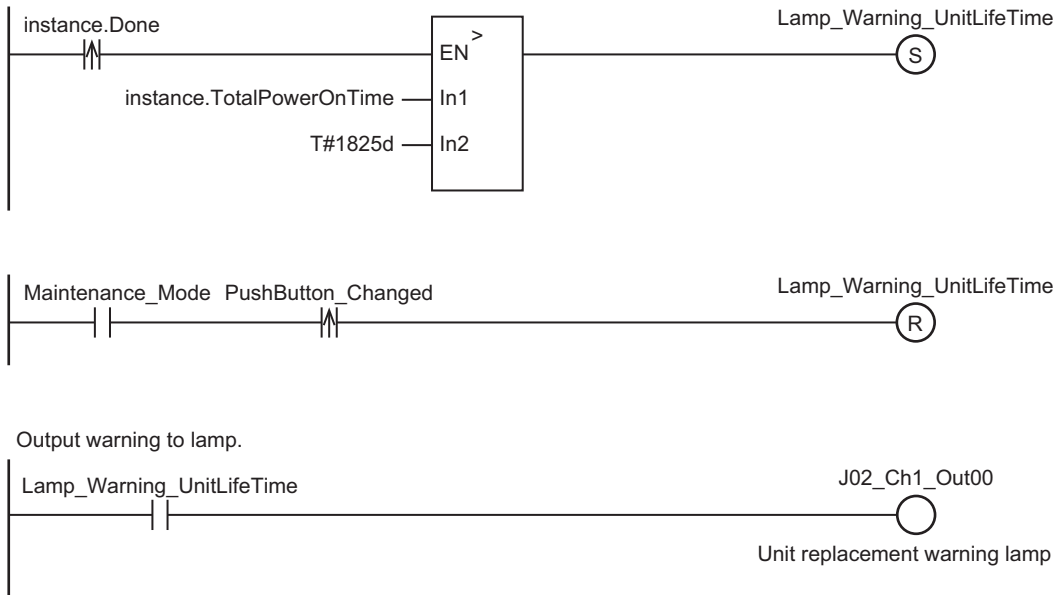 instance.Done
Lamp_Warning_UnitLifeTime
>
EN
S
instance.TotalPowerOnTime
In1
T#1825d
In2
Maintenance_Mode
PushButton_Changed
Lamp_Warning_UnitLifeTime
R
Output warning to lamp.
Lamp_Warning_UnitLifeTime
J02_Ch1_Out00
Unit replacement warning lamp